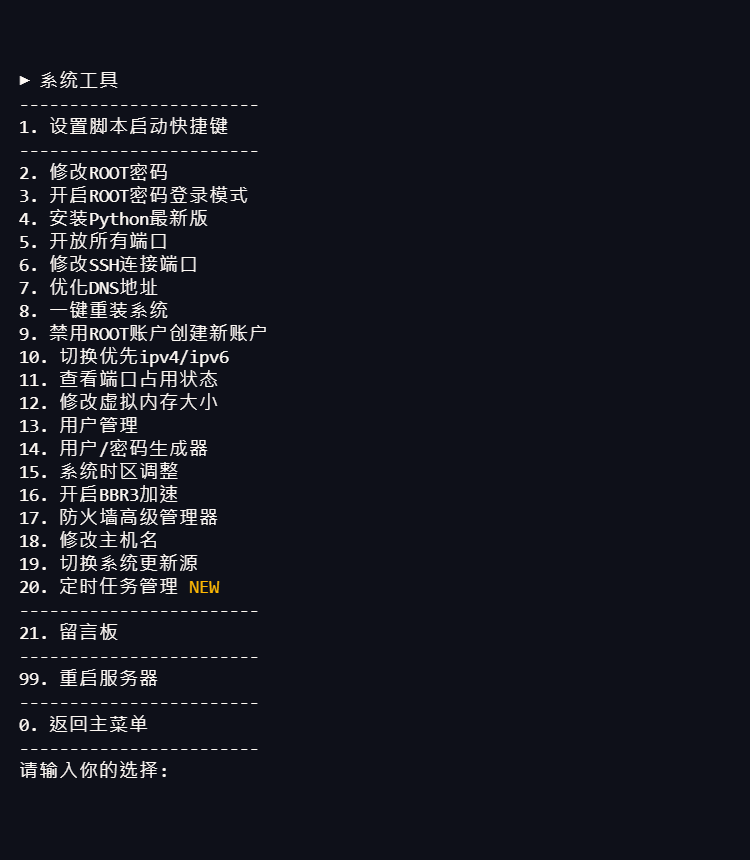 ► 系统工具
------------------------
1. 设置脚本启动快捷键
------------------------
2. 修改ROOT密码
3. 开启ROOT密码登录模式
4. 安装Python最新版
5. 开放所有端口
6. 修改SSH连接端口
7. 优化DNS地址
8. 一键重装系统
9. 禁用ROOT账户创建新账户
10. 切换优先ipv4/ipv6
11. 查看端口占用状态
12. 修改虚拟内存大小
13. 用户管理
14. 用户/密码生成器
15. 系统时区调整
16. 开启BBR3加速
17. 防火墙高级管理器
18. 修改主机名
19. 切换系统更新源
20. 定时任务管理 NEW
------------------------
21. 留言板
------------------------
99. 重启服务器
------------------------
0. 返回主菜单
------------------------
请输入你的选择: